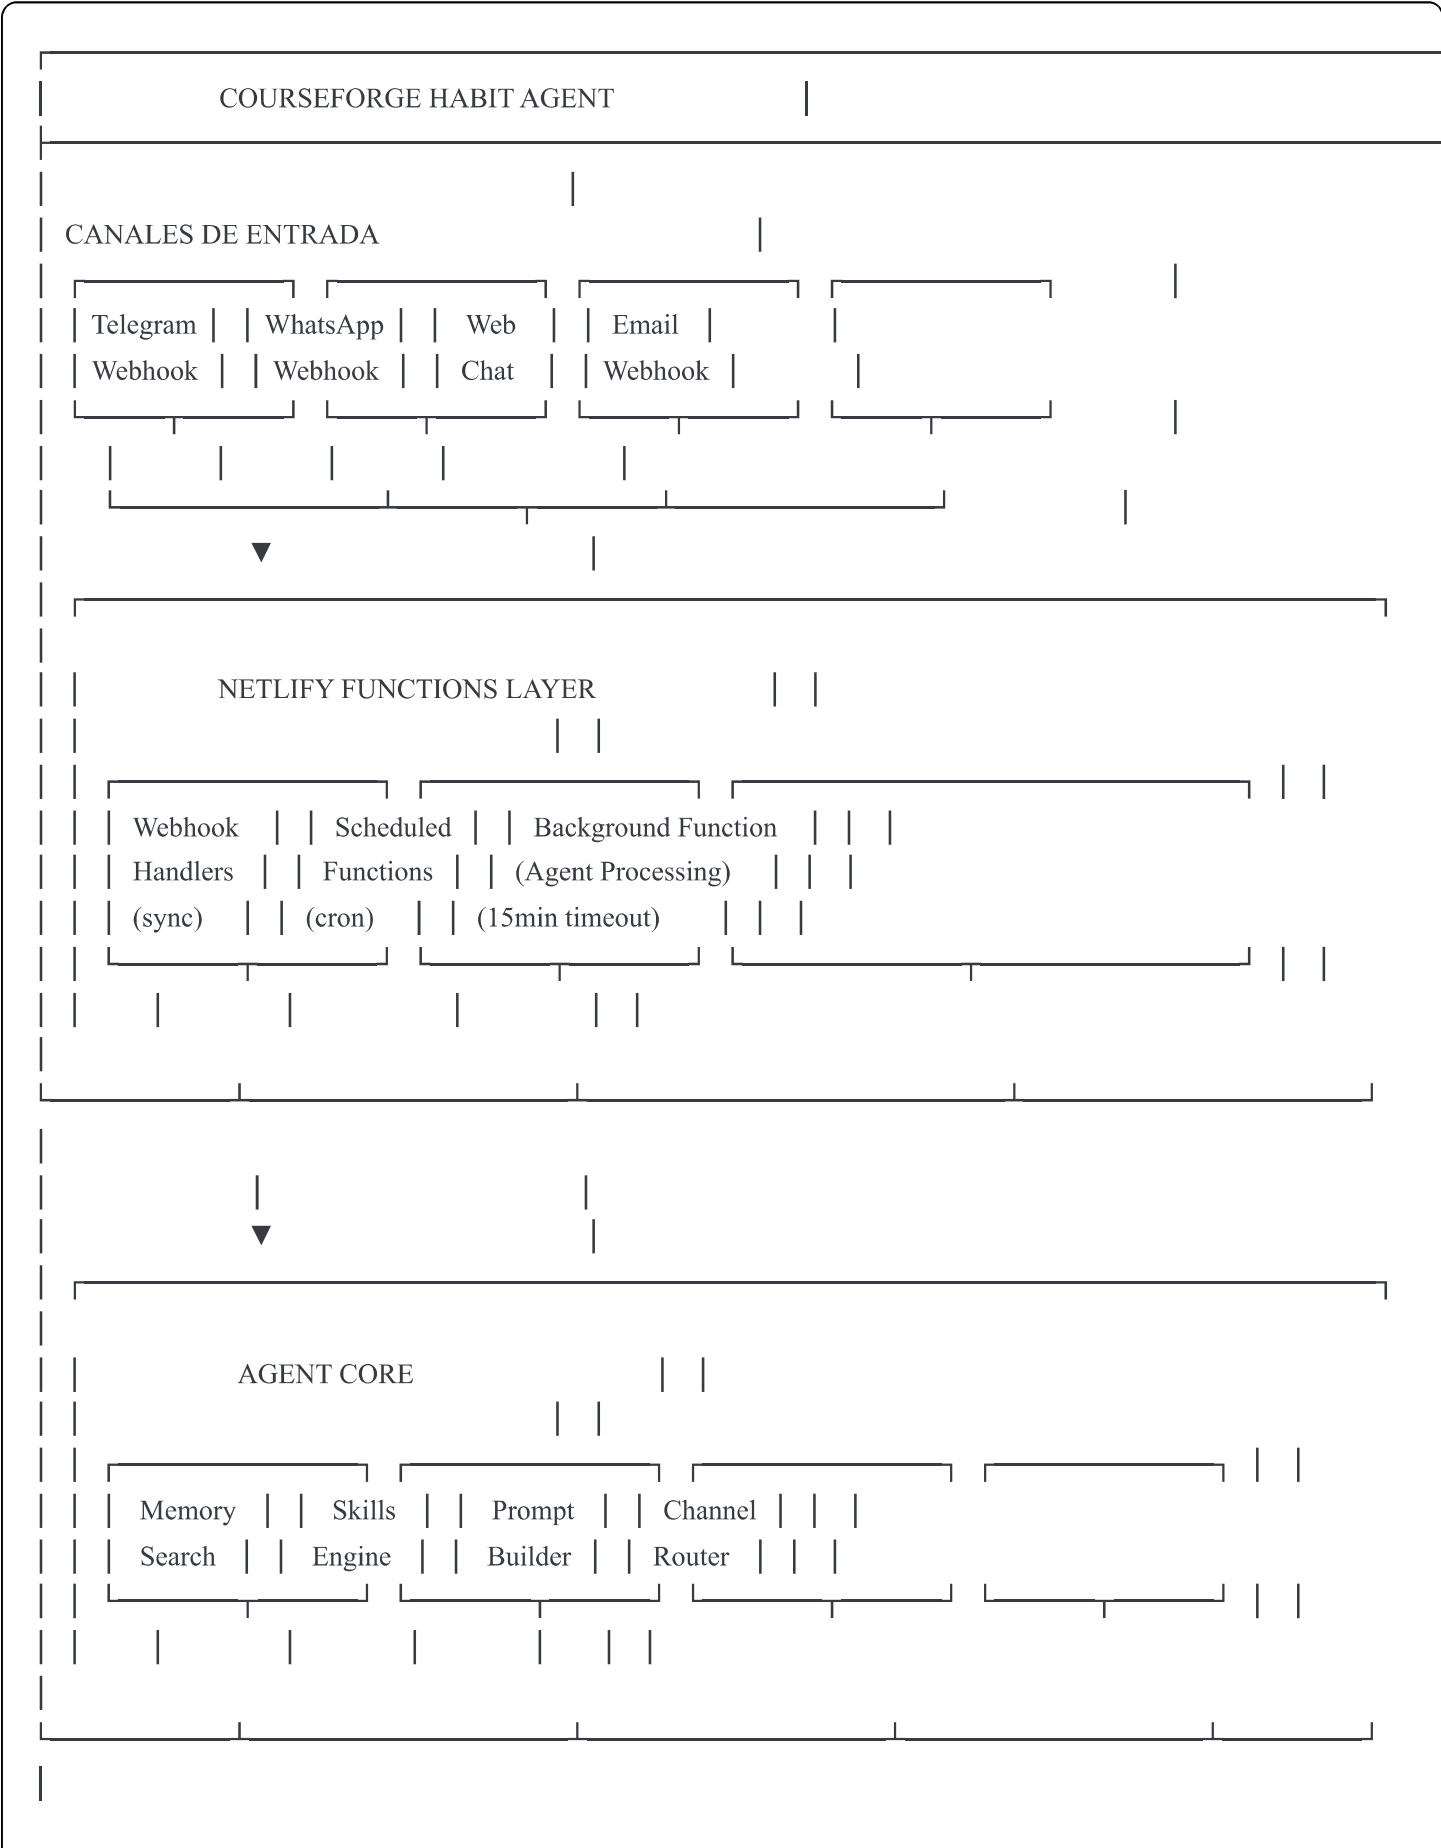 COURSEFORGE HABIT AGENT
CANALES DE ENTRADA
Telegram WhatsApp Web Email
Webhook Webhook Chat Webhook
NETLIFY FUNCTIONS LAYER
Webhook Scheduled Background Function
Handlers Functions (Agent Processing)
(sync) (cron) (15min timeout)
AGENT CORE
Memory Skills Prompt Channel
Search Engine Builder Router